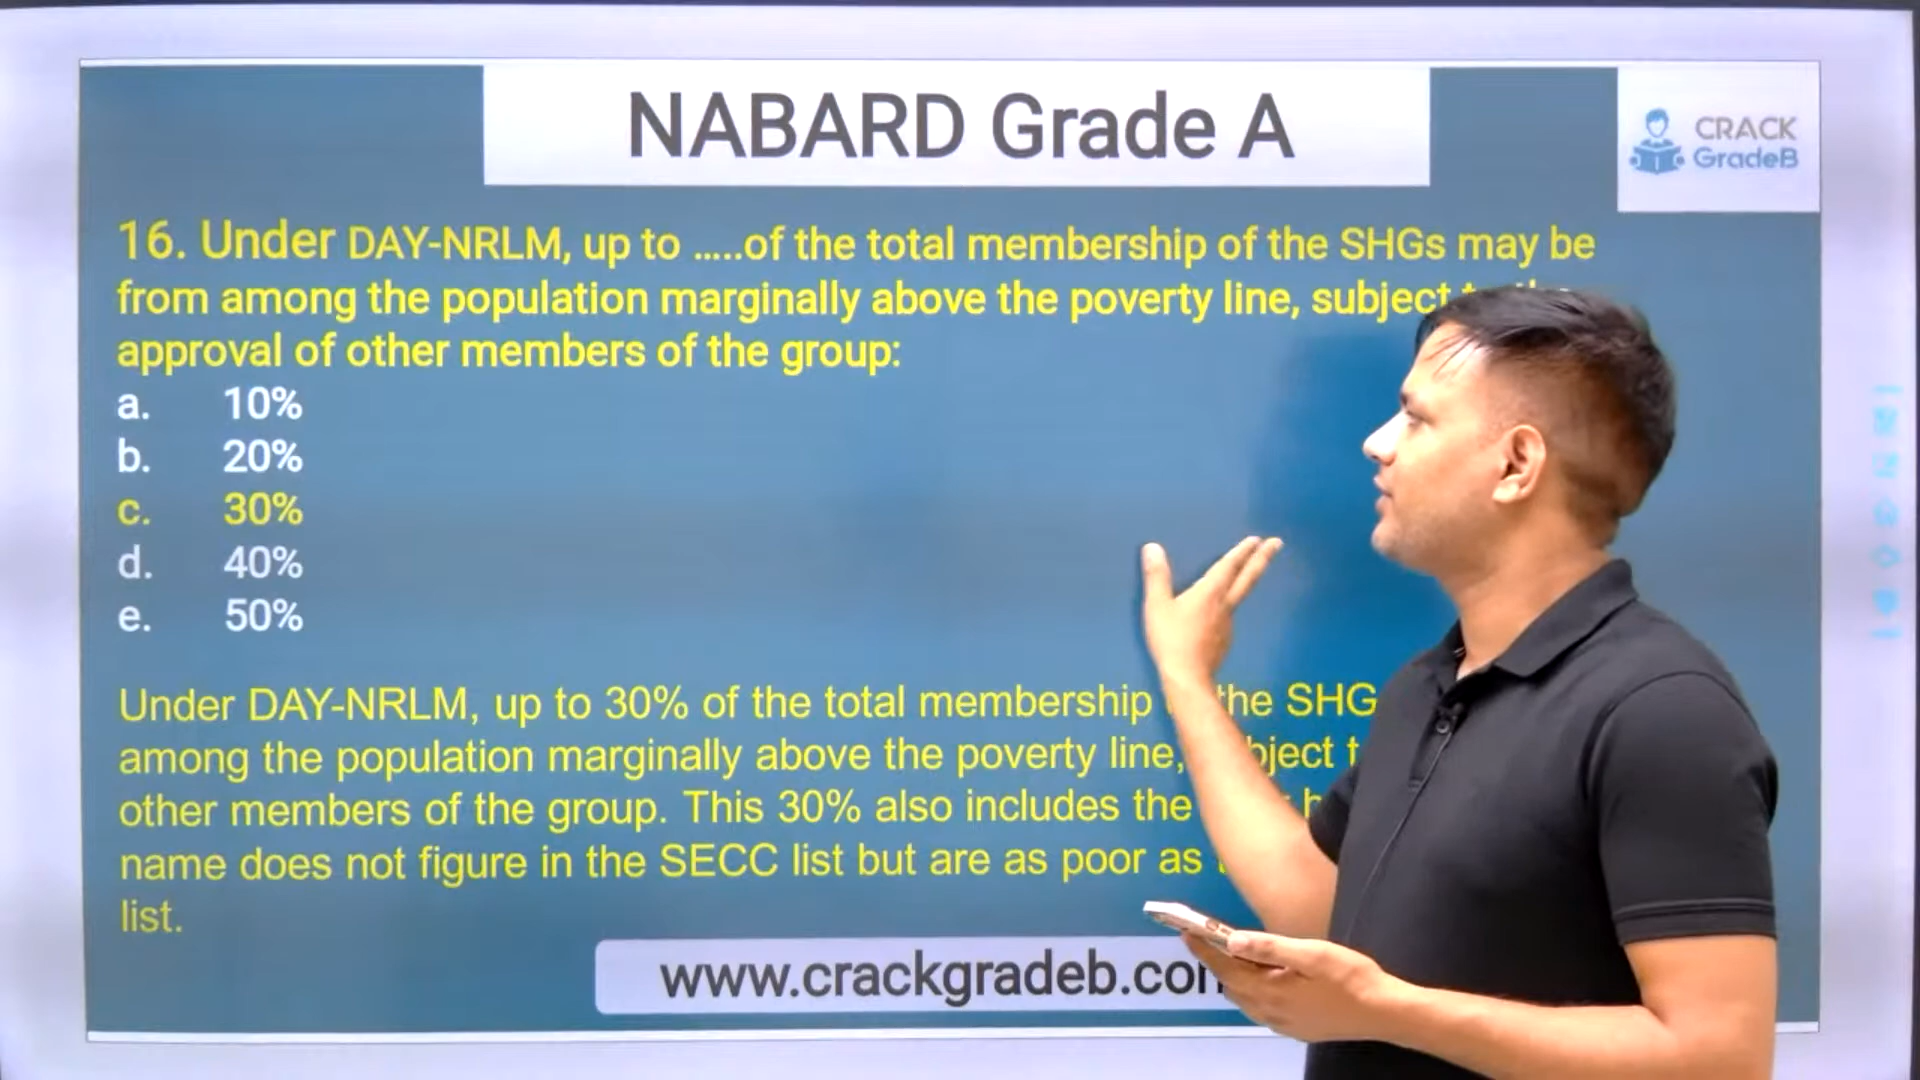 NABARD Grade A
CRACK
GradeB
16. Under DAY-NRLM, up to .....of the total membership of the SHGs may be
from among the population marginally above the poverty line, subject
approval of other members of the group:
a. 10%
b. 20%
c. 30%
d. 40%
e. 50%
Under DAY-NRLM, up to 30% of the total membership the SHG
among the population marginally above the poverty line,
other members of the group. This 30% also includes the
name does not figure in the SECC list but are as poor as
list.
www.crackgradeb.com